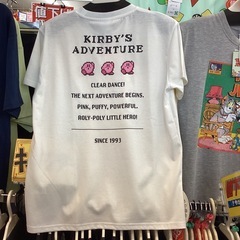 KIRBY'S
ADVENTURE
CLEAR DANCE!
THE NEXT ADVENTURE BEGINS.
PINK, PUFFY, POWERFUL.
ROLY-POLY LITTLE HERO!
SINCE 1993